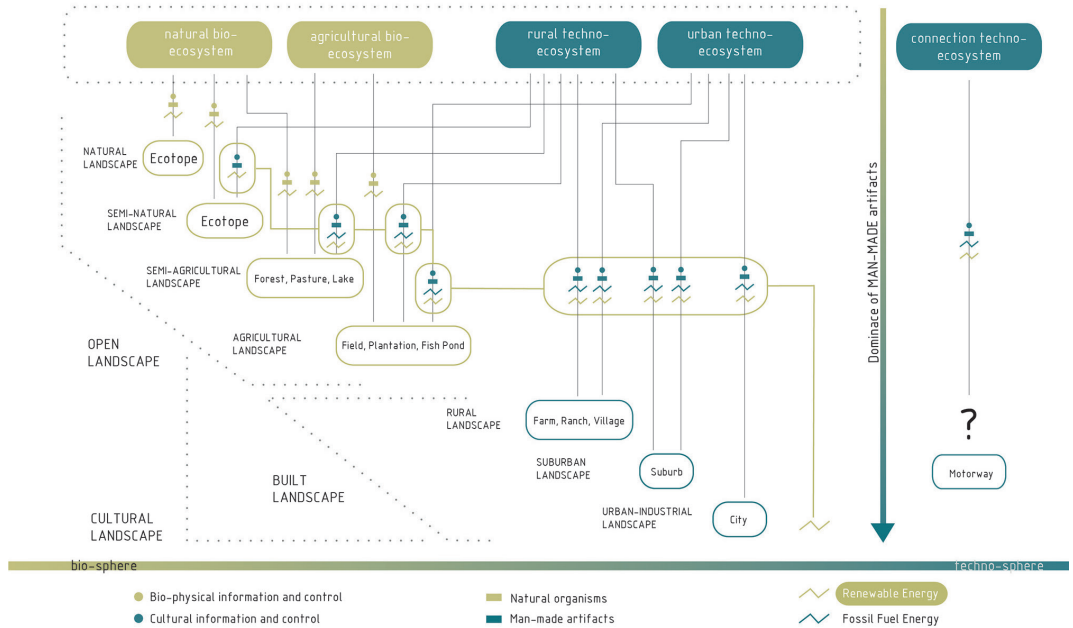 natural bio-
ecosystem
agricultural bio-
ecosystem
rural techno-
ecosystem
urban techno-
ecosystem
connection techno-
ecosystem
NATURAL
LANDSCAPE
Ecotope
SEMI-NATURAL
LANDSCAPE
Ecotope
SEMI-AGRICULTURAL
LANDSCAPE
Forest, Pasture, Lake
AGRICULTURAL
LANDSCAPE
Field, Plantation, Fish Pond
OPEN
LANDSCAPE
RURAL
LANDSCAPE
Farm, Ranch, Village
SUBURBAN
LANDSCAPE
Suburb
BUILT
LANDSCAPE
URBAN-INDUSTRIAL
LANDSCAPE
City
CULTURAL
LANDSCAPE
Dominace of MAN-MADE artifacts
?
Motorway
bio-sphere
techno-sphere
Bio-physical information and control
Natural organisms
Renewable Energy
Cultural information and control
Man-made artifacts
Fossil Fuel Energy